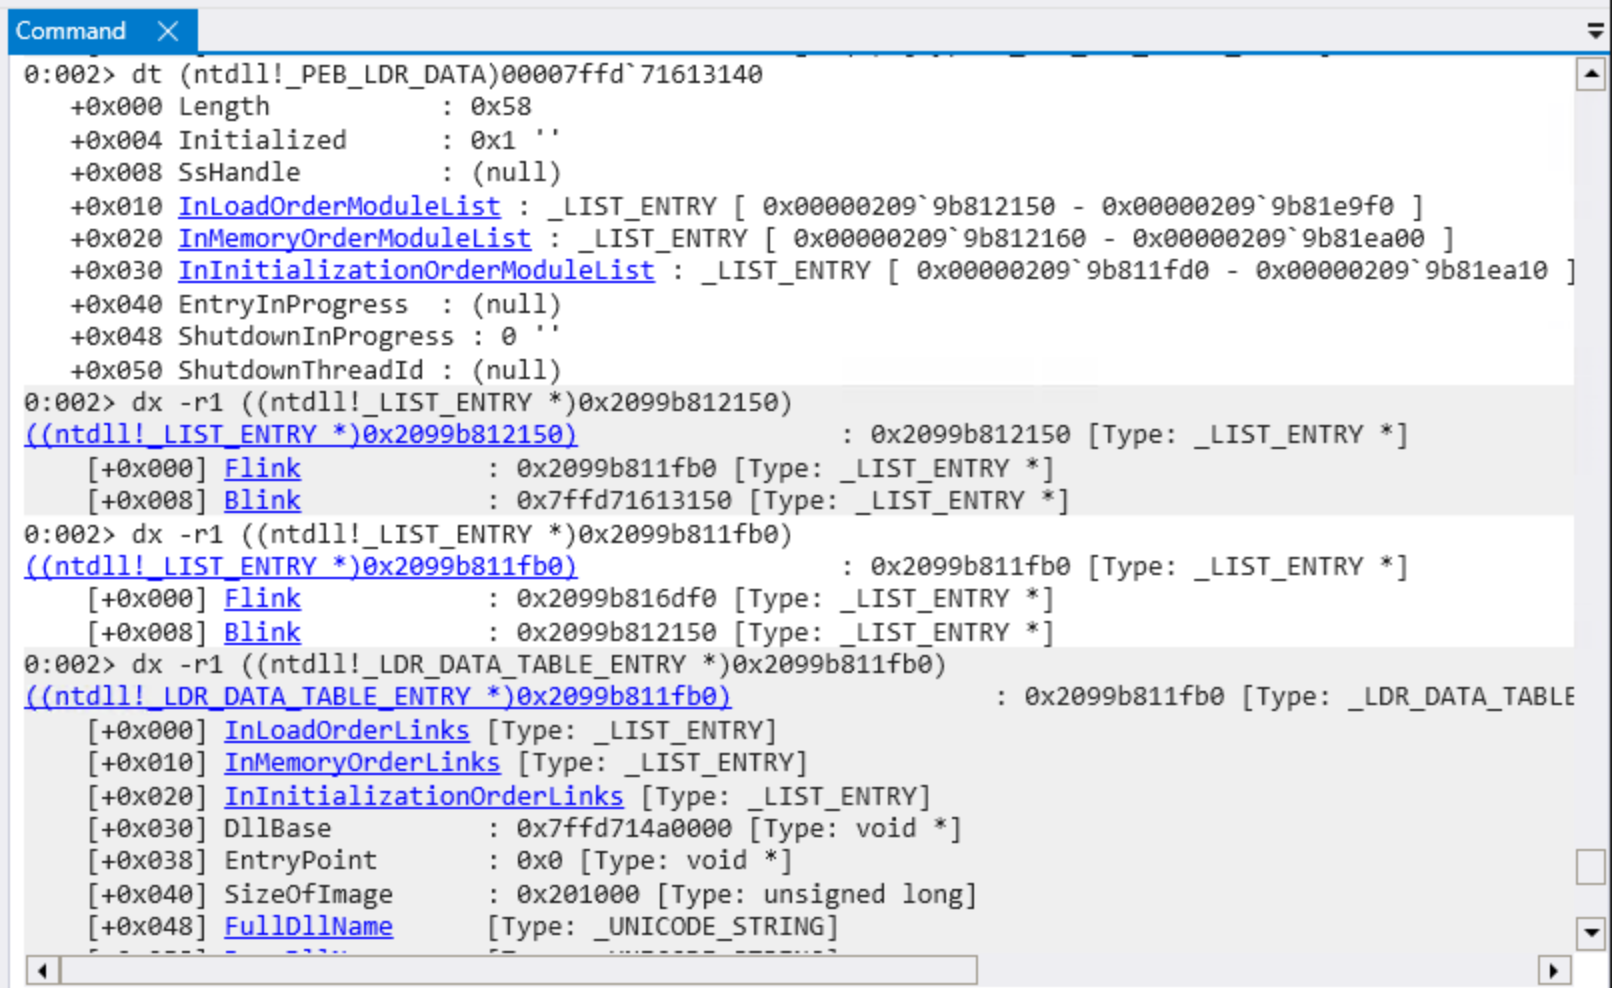 Command
0:002> dt (ntdll!_PEB_LDR_DATA)00007ffd`71613140
+0x000 Length : 0x58
+0x004 Initialized : 0x1 ''
+0x008 SsHandle : (null)
+0x010 InLoadOrderModuleList : _LIST_ENTRY [ 0x00000209`9b812150 - 0x00000209`9b81e9f0 ]
+0x020 InMemoryOrderModuleList : _LIST_ENTRY [ 0x00000209`9b812160 - 0x00000209`9b81ea00 ]
+0x030 InInitializationOrderModuleList : _LIST_ENTRY [ 0x00000209`9b811fd0 - 0x00000209`9b81ea10 ]
+0x040 EntryInProgress : (null)
+0x048 ShutdownInProgress : 0 ''
+0x050 ShutdownThreadId : (null)
0:002> dx -r1 ((ntdll!_LIST_ENTRY *)0x2099b812150)
((ntdll!_LIST_ENTRY *)0x2099b812150) : 0x2099b812150 [Type: _LIST_ENTRY *]
[+0x000] Flink : 0x2099b811fb0 [Type: _LIST_ENTRY *]
[+0x008] Blink : 0x7ffd71613150 [Type: _LIST_ENTRY *]
0:002> dx -r1 ((ntdll!_LIST_ENTRY *)0x2099b811fb0)
((ntdll!_LIST_ENTRY *)0x2099b811fb0) : 0x2099b811fb0 [Type: _LIST_ENTRY *]
[+0x000] Flink : 0x2099b816df0 [Type: _LIST_ENTRY *]
[+0x008] Blink : 0x2099b812150 [Type: _LIST_ENTRY *]
0:002> dx -r1 ((ntdll!_LDR_DATA_TABLE_ENTRY *)0x2099b811fb0)
((ntdll!_LDR_DATA_TABLE_ENTRY *)0x2099b811fb0) : 0x2099b811fb0 [Type: _LDR_DATA_TABLE
[+0x000] InLoadOrderLinks [Type: _LIST_ENTRY]
[+0x010] InMemoryOrderLinks [Type: _LIST_ENTRY]
[+0x020] InInitializationOrderLinks [Type: _LIST_ENTRY]
[+0x030] DllBase : 0x7ffd714a0000 [Type: void *]
[+0x038] EntryPoint : 0x0 [Type: void *]
[+0x040] SizeOfImage : 0x201000 [Type: unsigned long]
[+0x048] FullDllName [Type: _UNICODE_STRING]